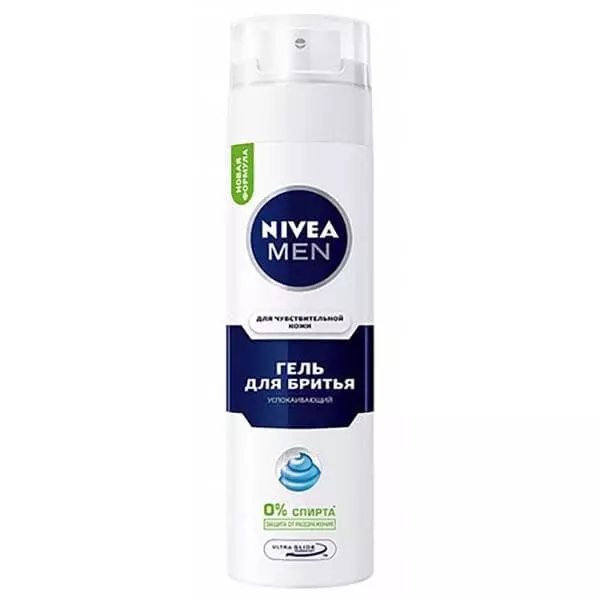 НОВАЯ
ФОРМУЛА
NIVEA
MEN
ДЛЯ ЧУВСТВИТЕЛЬНОЙ
КОЖИ
ГЕЛЬ
ДЛЯ БРИТЬЯ
УСПОКАИВАЮЩИЙ
0% СПИРТА*
ЗАЩИТА ОТ РАЗДРАЖЕНИЯ
ULTRA GLIDE